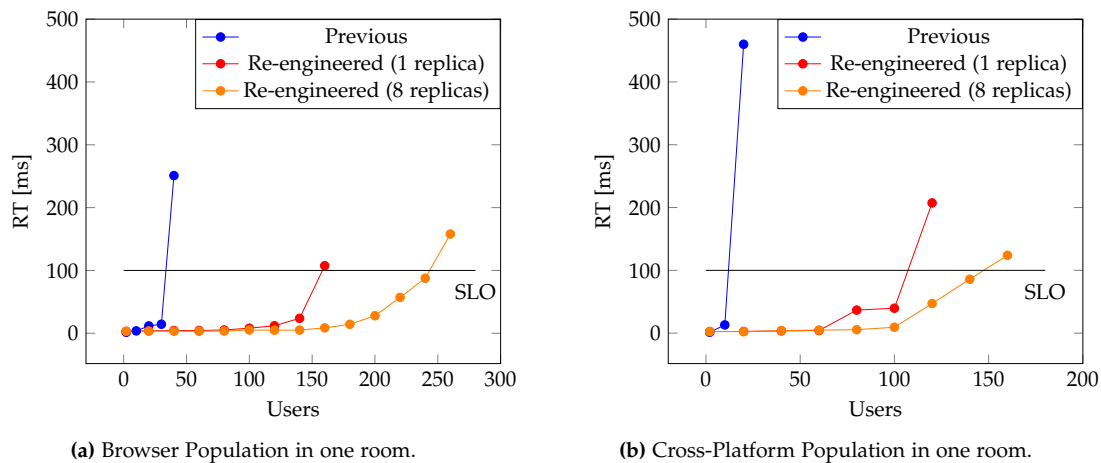 500
400
300
200
100
0
RT [ms]
0
50
100
150
200
250
300
Users
Previous
Re-engineered (1 replica)
Re-engineered (8 replicas)
SLO
(a) Browser Population in one room.
500
400
300
200
100
0
RT [ms]
0
50
100
150
200
Users
Previous
Re-engineered (1 replica)
Re-engineered (8 replicas)
SLO
(b) Cross-Platform Population in one room.